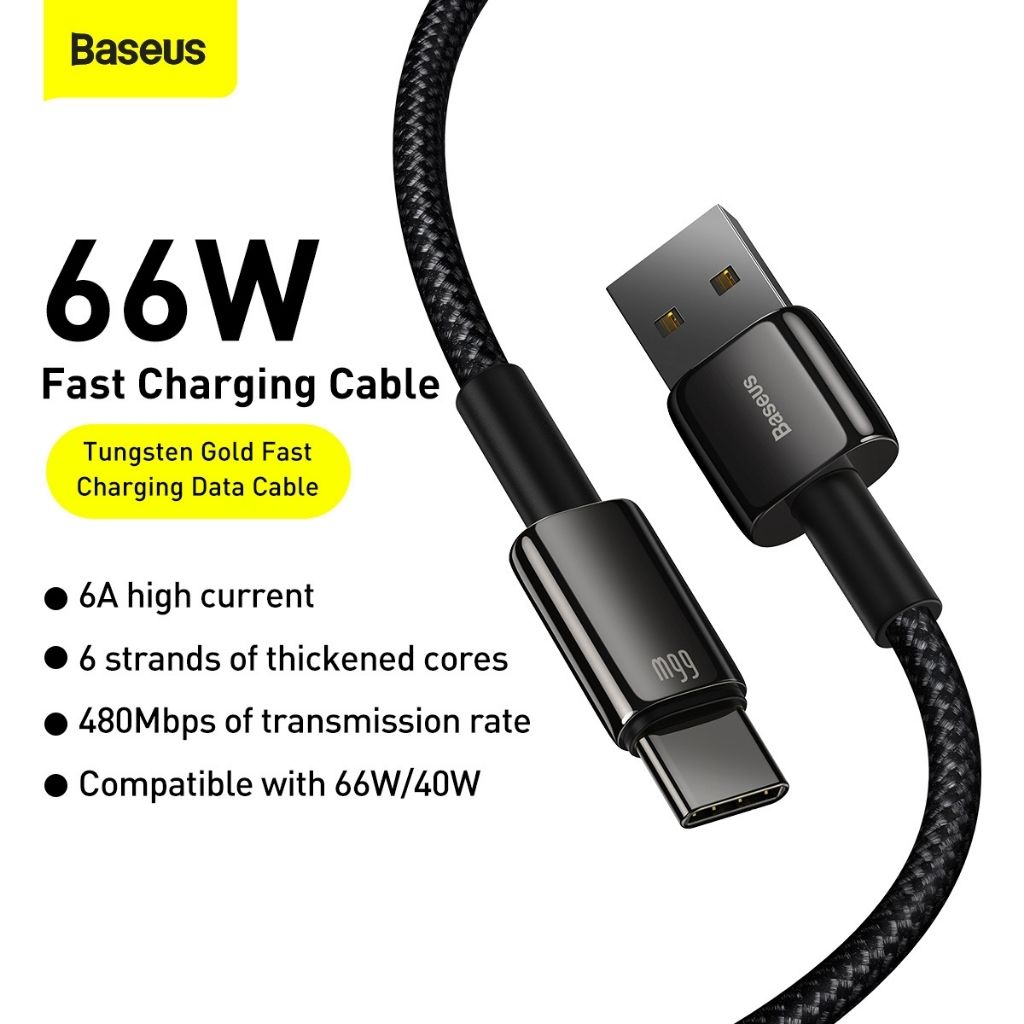 Baseus
66W
Fast Charging Cable
Tungsten Gold Fast
Charging Data Cable
● 6A high current
● 6 strands of thickened cores
● 480Mbps of transmission rate
● Compatible with 66W/40W
Baseus
66W